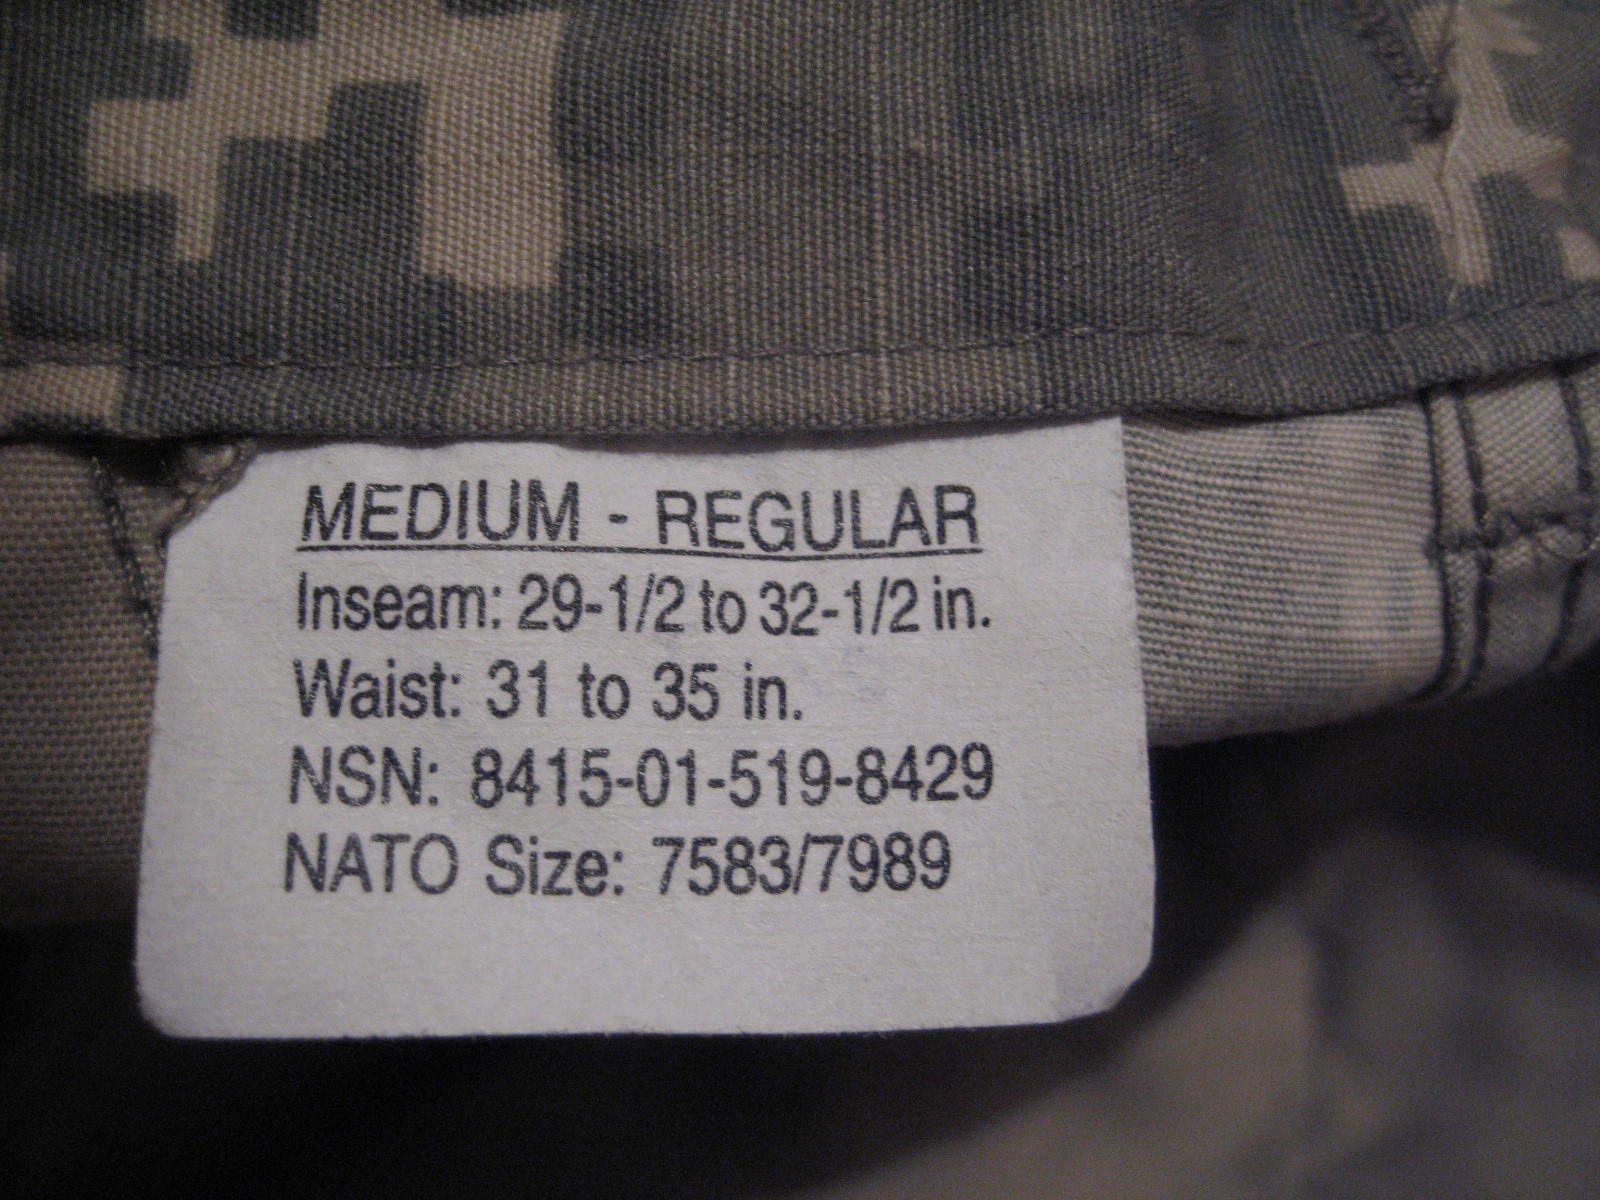 MEDIUM - REGULAR
Inseam: 29-1/2 to 32-1/2 in.
Waist: 31 to 35 in.
NSN: 8415-01-519-8429
NATO Size: 7583/7989